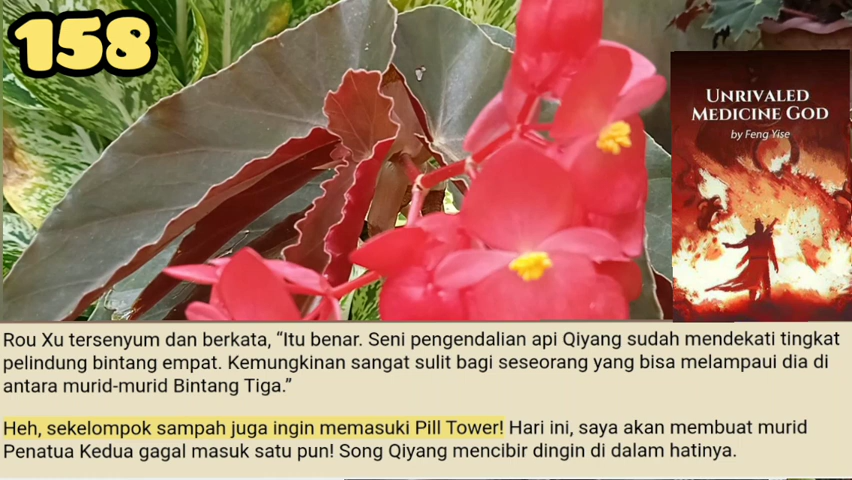 158
UNRIVALED
MEDICINE GOD
by Feng Yise
Rou Xu tersenyum dan berkata, “Itu benar. Seni pengendalian api Qiyang sudah mendekati tingkat
pelindung bintang empat. Kemungkinan sangat sulit bagi seseorang yang bisa melampaui dia di
antara murid-murid Bintang Tiga.”
Heh, sekelompok sampah juga ingin memasuki Pill Tower! Hari ini, saya akan membuat murid
Penatua Kedua gagal masuk satu pun! Song Qiyang mencibir dingin di dalam hatinya.